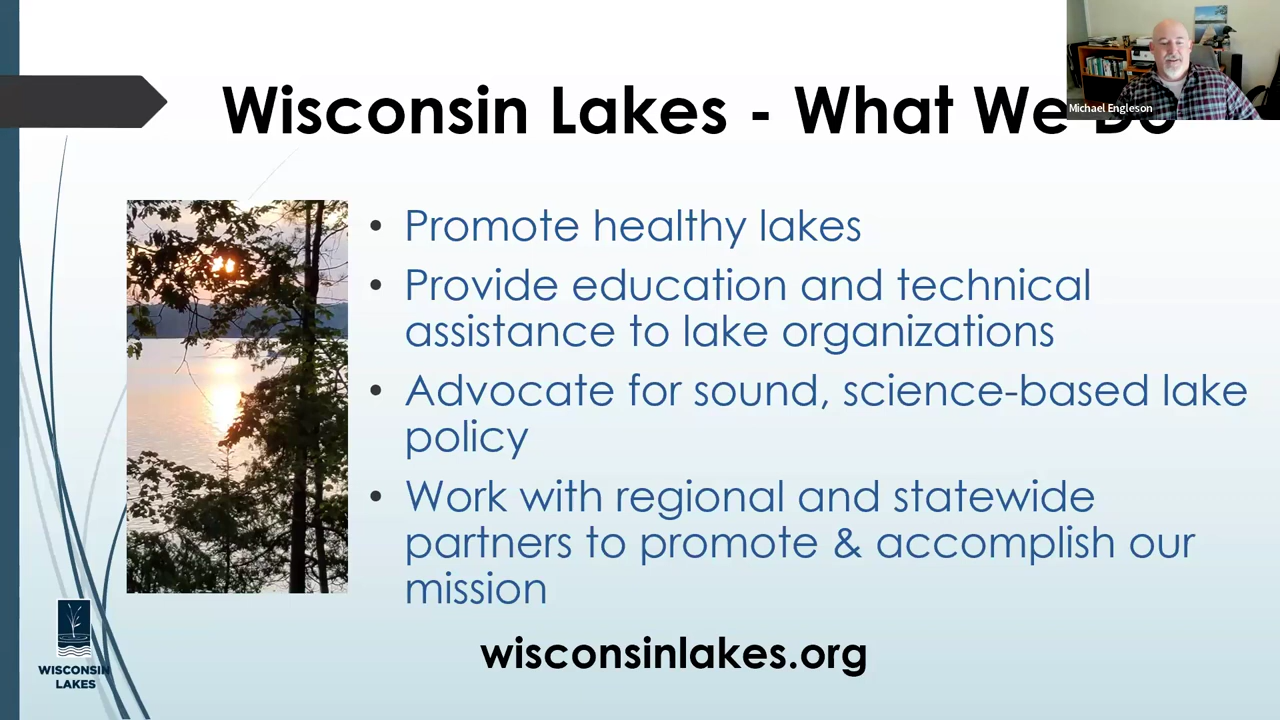 Wisconsin Lakes - What We Do
Michael Engleson
• Promote healthy lakes
• Provide education and technical
assistance to lake organizations
• Advocate for sound, science-based lake
policy
• Work with regional and statewide
partners to promote & accomplish our
mission
wisconsinlakes.org
WISCONSIN
LAKES